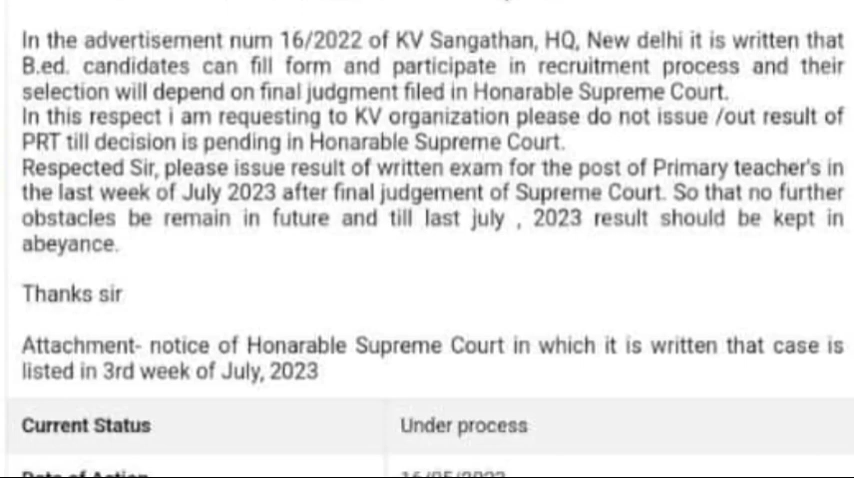 In the advertisement num 16/2022 of KV Sangathan, HQ, New delhi it is written that
B.ed. candidates can fill form and participate in recruitment process and their
selection will depend on final judgment filed in Honarable Supreme Court.
In this respect i am requesting to KV organization please do not issue /out result of
PRT till decision is pending in Honarable Supreme Court.
Respected Sir, please issue result of written exam for the post of Primary teacher's in
the last week of July 2023 after final judgement of Supreme Court. So that no further
obstacles be remain in future and till last july , 2023 result should be kept in
abeyance.
Thanks sir
Attachment- notice of Honarable Supreme Court in which it is written that case is
listed in 3rd week of July, 2023
Current Status Under process
Date of Action